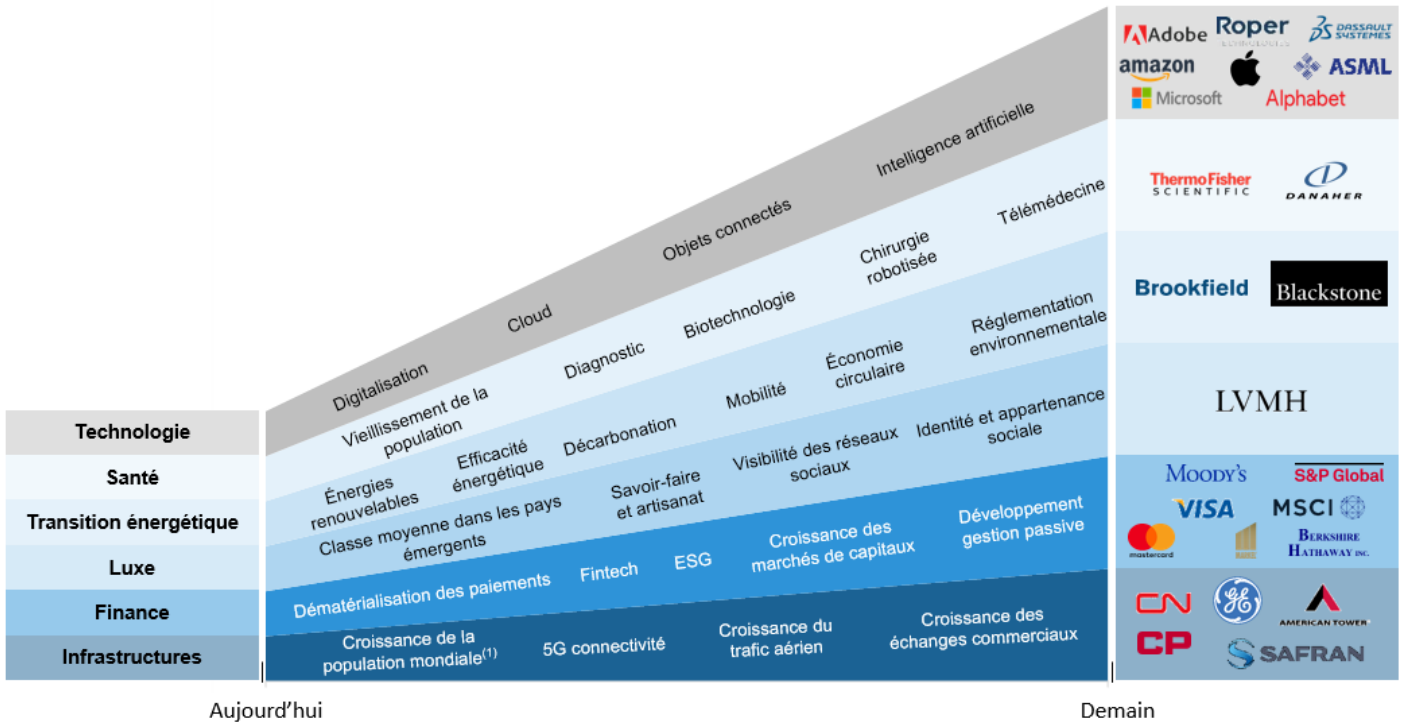 Technologie
Santé
Transition énergétique
Luxe
Finance
Infrastructures
Digitalisation
Cloud
Objets connectés
Intelligence artificielle
Vieillissement de la
population
Diagnostic
Biotechnologie
Chirurgie
robotisée
Télémédecine
Énergies
renouvelables
Efficacité
énergétique
Décarbonation
Mobilité
Économie
circulaire
Réglementation
environnementale
Classe moyenne dans les pays
émergents
Savoir-faire
et artisanat
Visibilité des réseaux
sociaux
Identité et appartenance
sociale
Dématérialisation des paiements
Fintech
ESG
Croissance des
marchés de capitaux
Développement
gestion passive
Croissance de la
population mondiale(1)
5G connectivité
Croissance du
trafic aérien
Croissance des
échanges commerciaux
Adobe
Roper
TECHNOLOGIES
DASSAULT
SYSTEMES
amazon
ASML
Microsoft
Alphabet
ThermoFisher
SCIENTIFIC
DANAHER
Brookfield
Blackstone
LVMH
MOODY'S
S&P Global
VISA
MSCI
mastercard
BERKSHIRE
HATHAWAY INC.
CN
GE
AMERICAN TOWER
CP
SAFRAN
Aujourd'hui
Demain